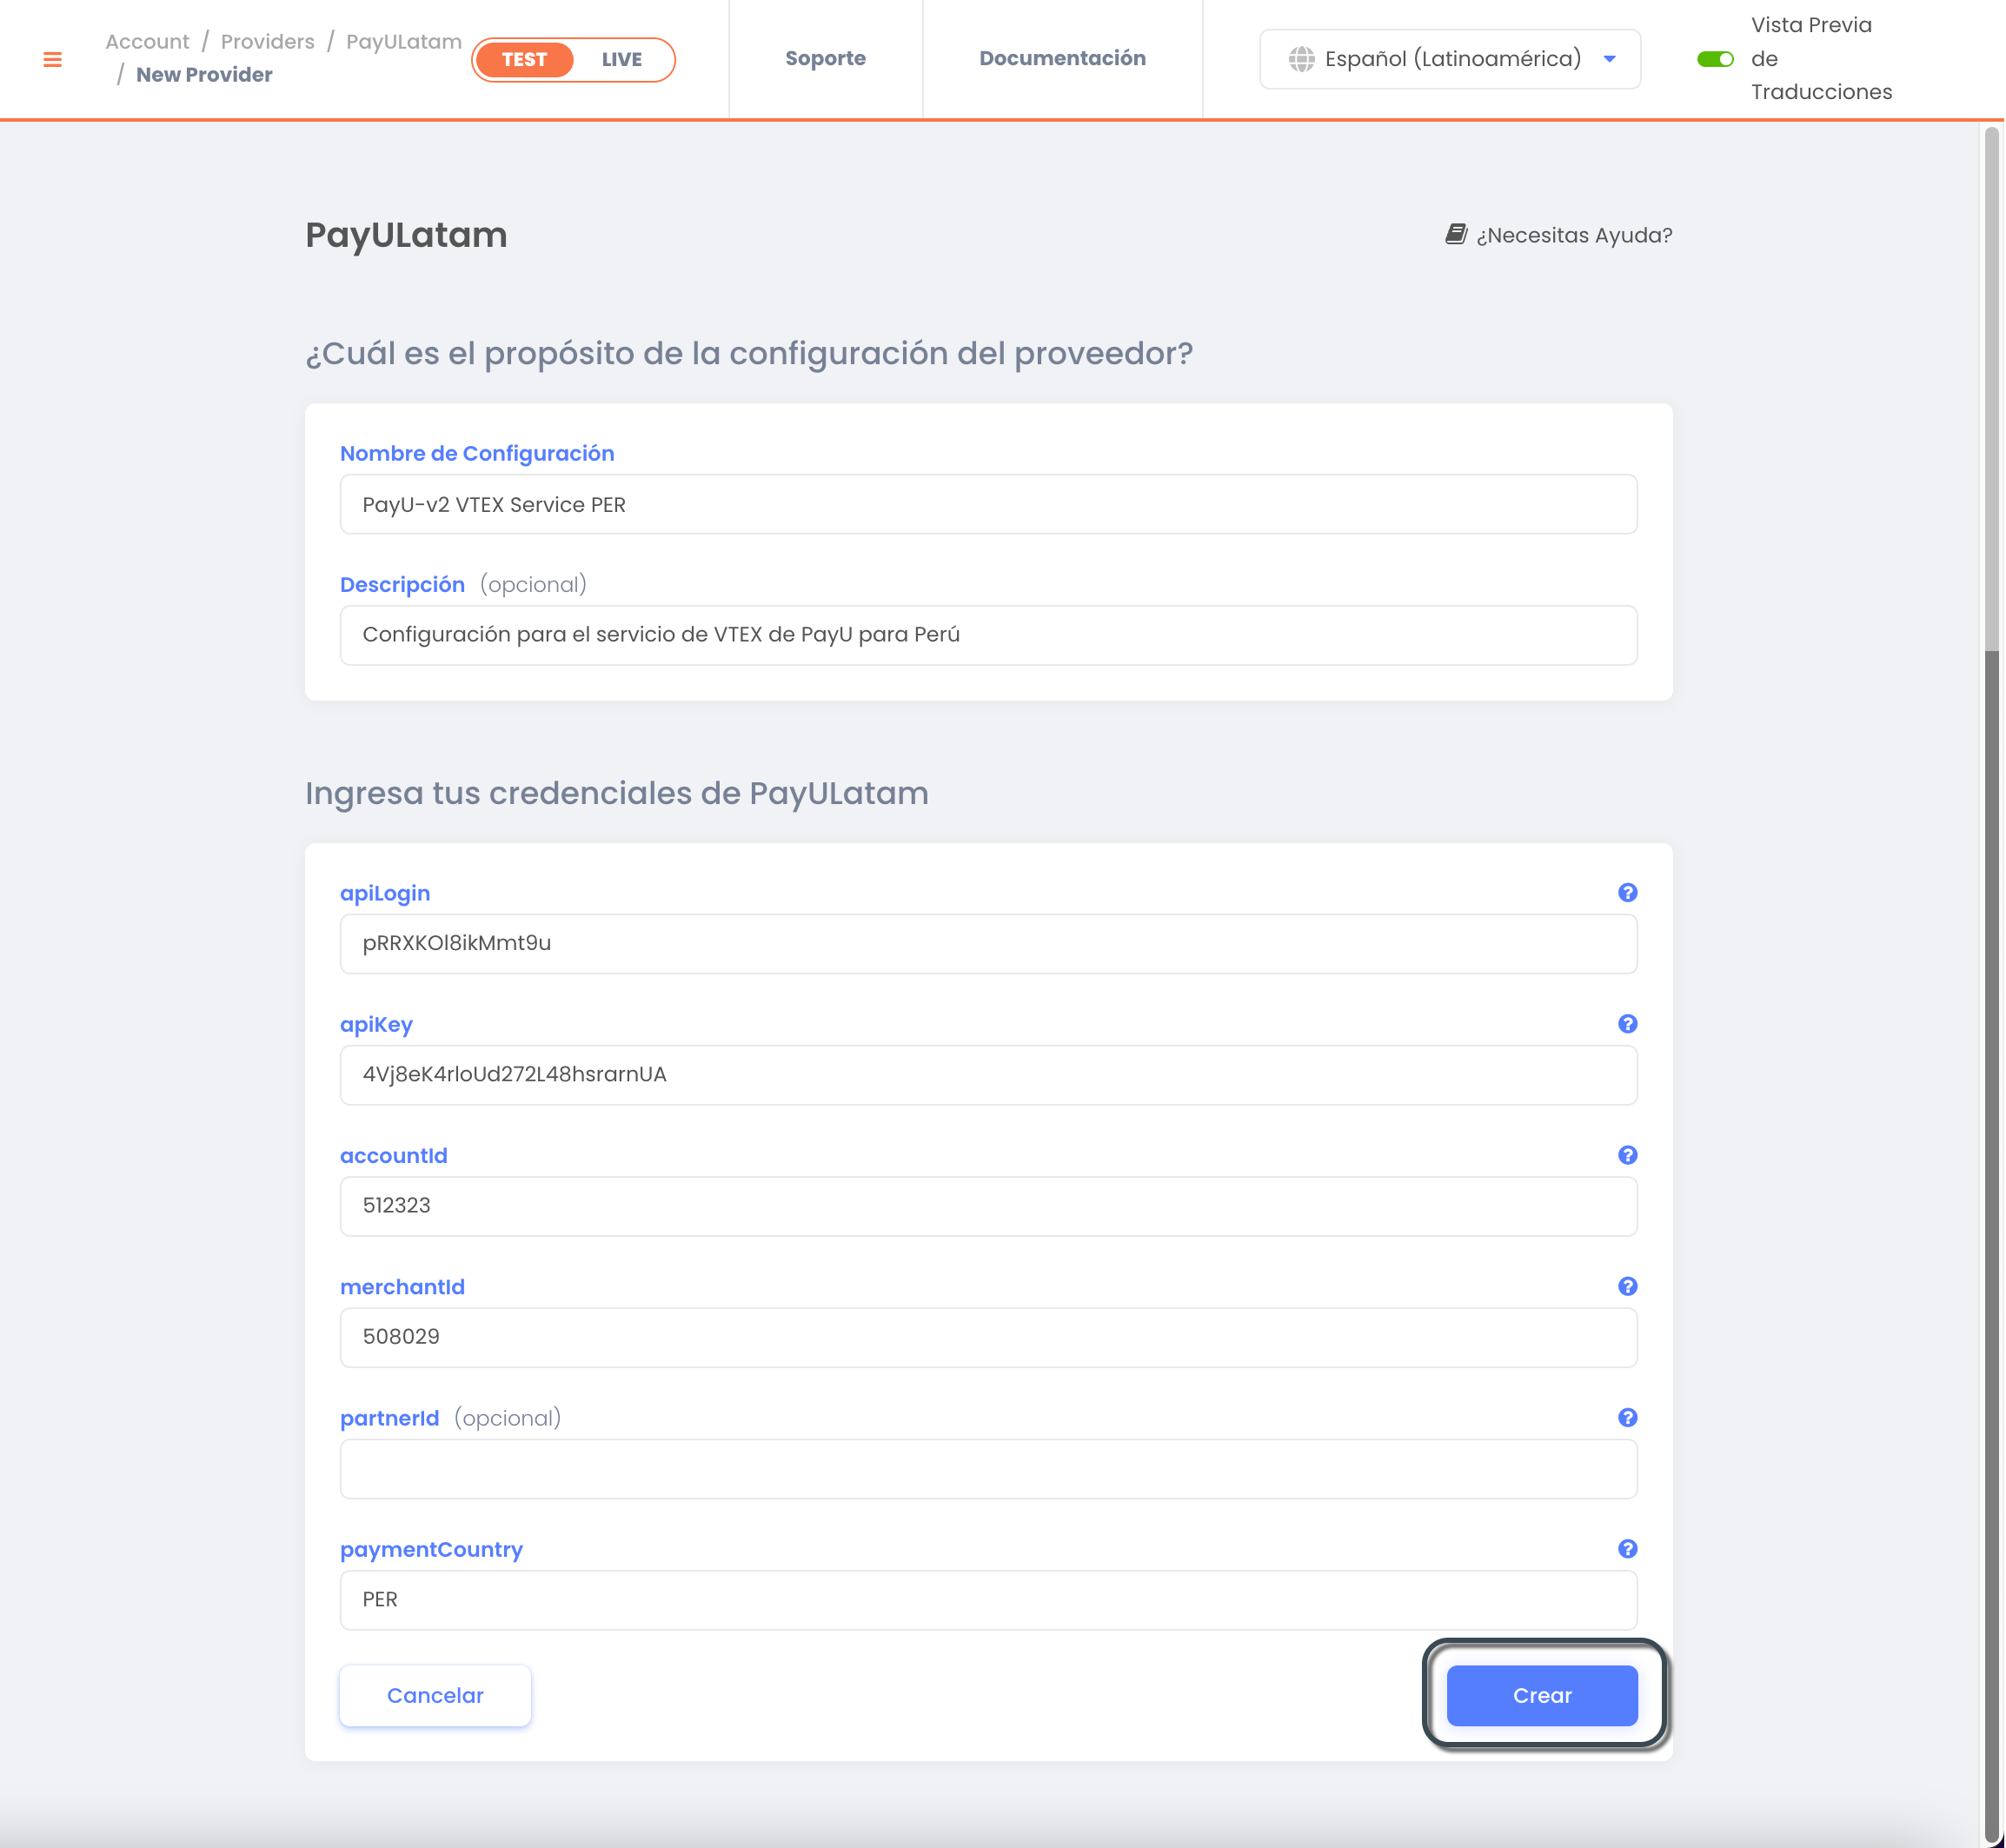 Account / Providers / PayULatam
/ New Provider
TEST LIVE
Soporte
Documentación
Español (Latinoamérica)
Vista Previa
de
Traducciones
PayULatam
¿Necesitas Ayuda?
¿Cuál es el propósito de la configuración del proveedor?
Nombre de Configuración
PayU-v2 VTEX Service PER
Descripción (opcional)
Configuración para el servicio de VTEX de PayU para Perú
Ingresa tus credenciales de PayULatam
apiLogin
pRRXKOl8ikMmt9u
apiKey
4Vj8eK4rloUd272L48hsrarnUA
accountId
512323
merchantId
508029
partnerId (opcional)
paymentCountry
PER
Cancelar
Crear